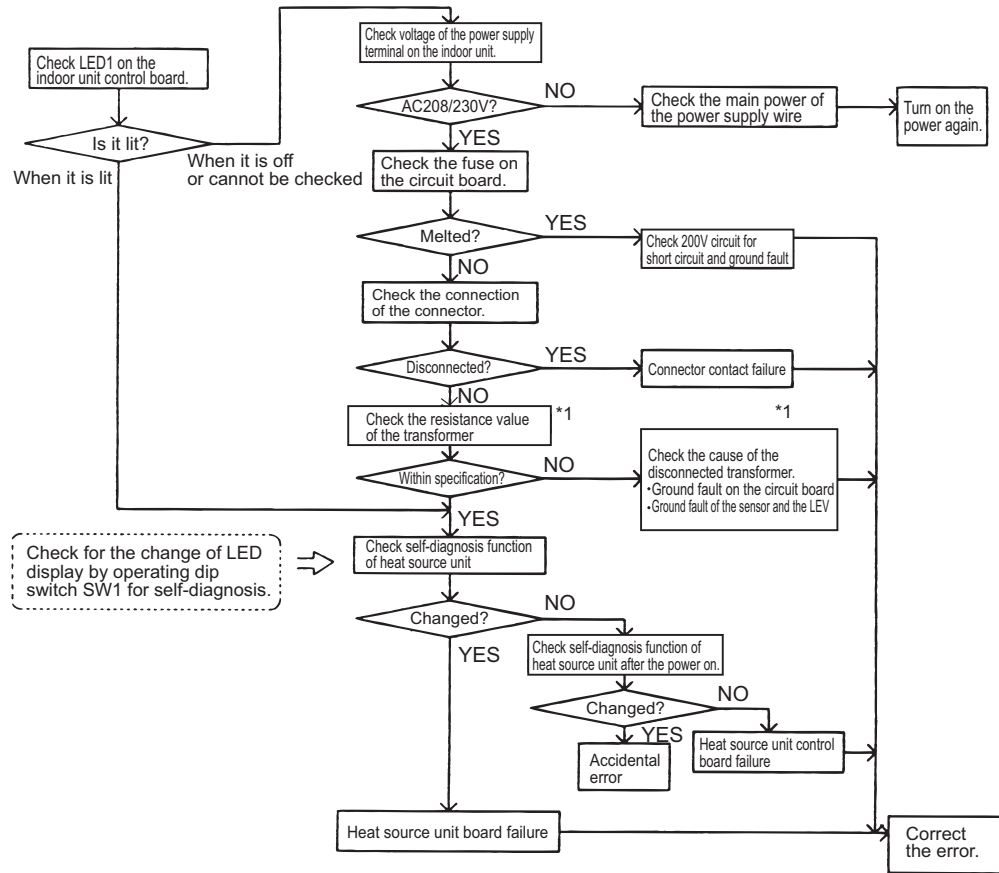 Check LED1 on the
indoor unit control board.
Is it lit?
When it is lit
When it is off
or cannot be checked
Check voltage of the power supply
terminal on the indoor unit.
AC208/230V?
NO
Check the main power of
the power supply wire
Turn on the
power again.
YES
Check the fuse on
the circuit board.
Melted?
YES
Check 200V circuit for
short circuit and ground fault
NO
Check the connection
of the connector.
Disconnected?
YES
Connector contact failure
NO
Check the resistance value
of the transformer
*1
*1
Within specification?
NO
Check the cause of the
disconnected transformer.
•Ground fault on the circuit board
•Ground fault of the sensor and the LEV
YES
Check for the change of LED
display by operating dip
switch SW1 for self-diagnosis.
Check self-diagnosis function
of heat source unit
Changed?
NO
YES
Check self-diagnosis function of
heat source unit after the power on.
Changed?
NO
YES
Accidental
error
Heat source unit control
board failure
Heat source unit board failure
Correct
the error.